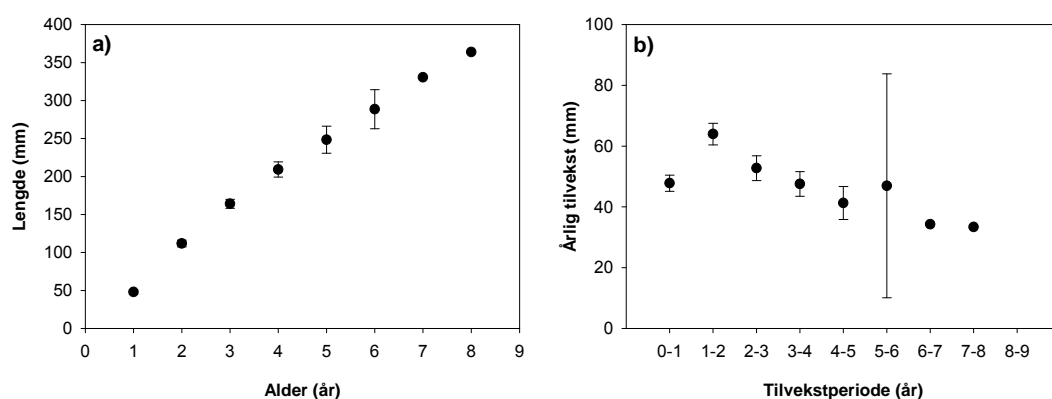 a)
Lengde (mm)
400
350
300
250
200
150
100
50
0
0 1 2 3 4 5 6 7 8 9
Alder (år)
b)
Årlig tilvekst (mm)
100
80
60
40
20
0
0-1 1-2 2-3 3-4 4-5 5-6 6-7 7-8 8-9
Tilvekstperiode (år)